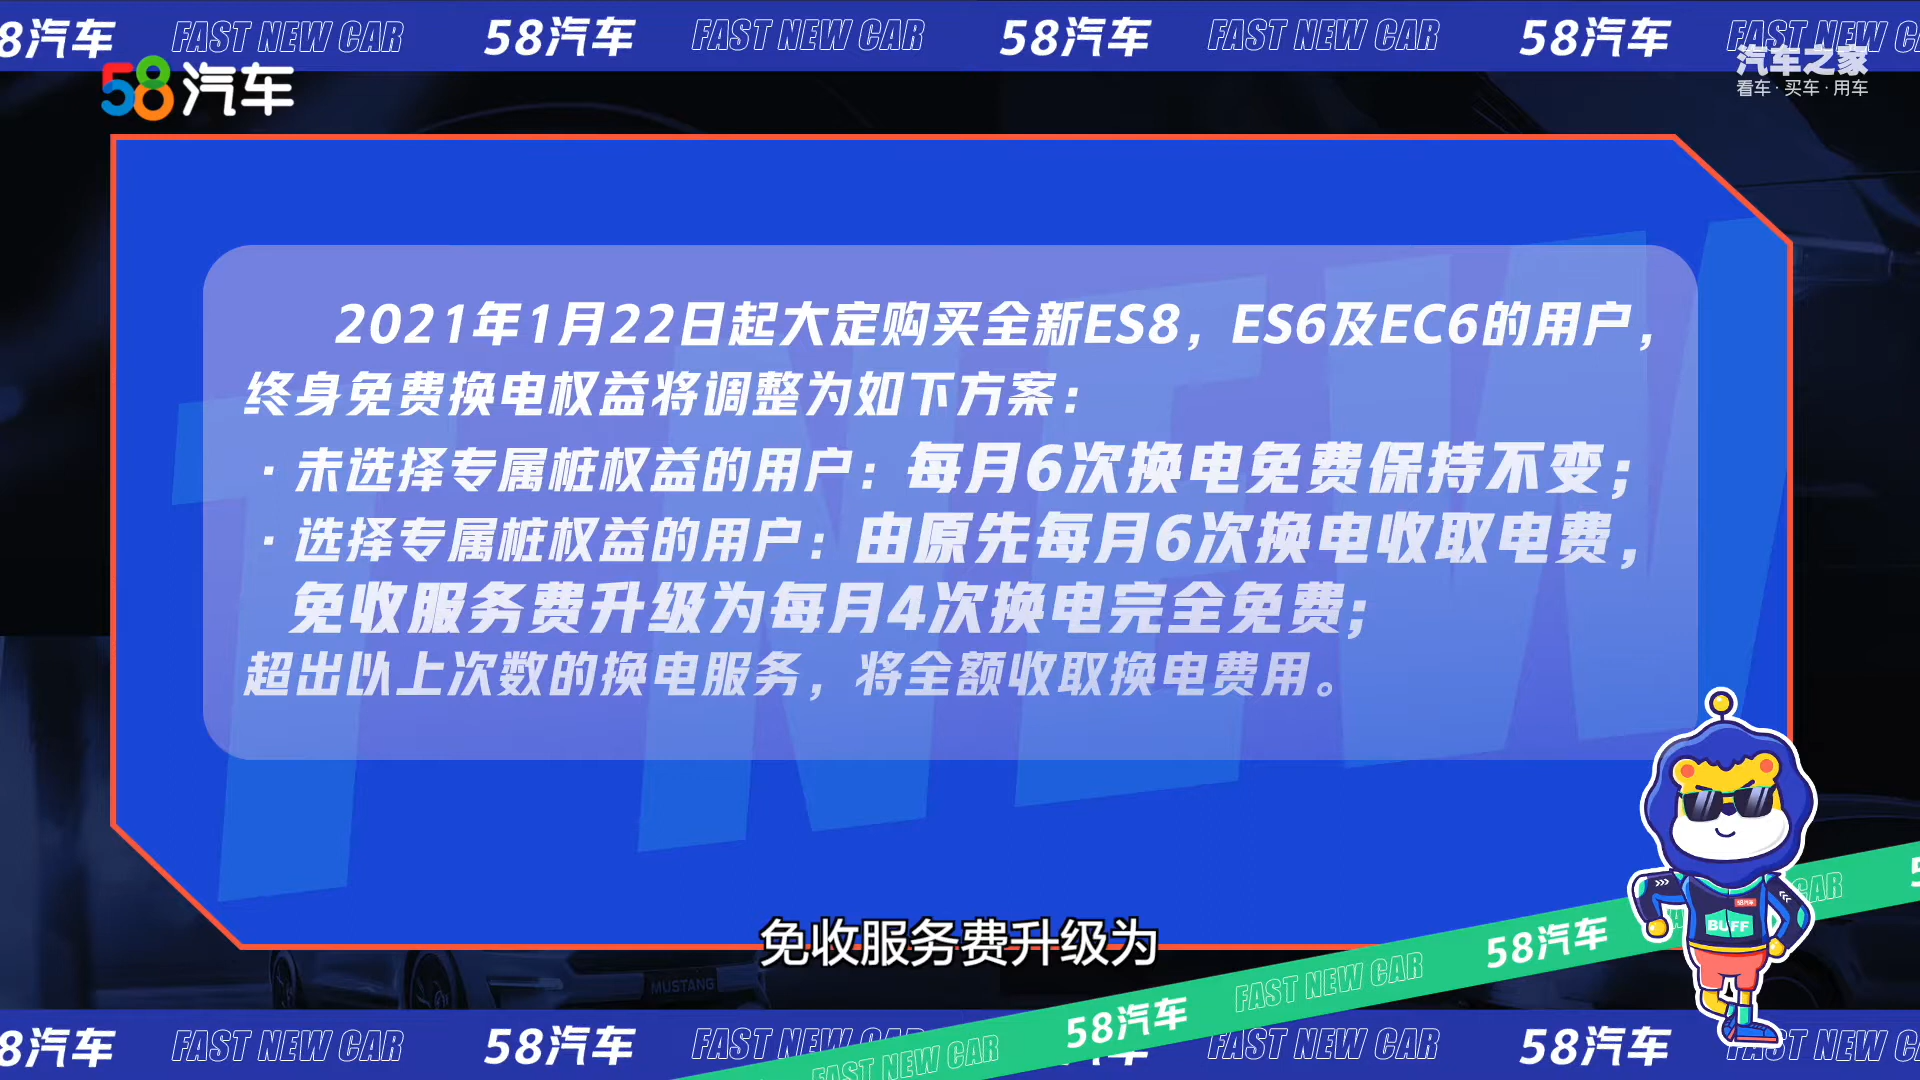 58汽车 FAST NEW CAR 58汽车 FAST NEW CAR 58汽车 FAST NEW CAR 58汽车 FAST NEW CA
58汽车
汽车之家
看车·买车·用车
2021年1月22日起大定购买全新ES8，ES6及EC6的用户，
终身免费换电权益将调整为如下方案：
·未选择专属桩权益的用户：每月6次换电免费保持不变；
·选择专属桩权益的用户：由原先每月6次换电收取电费，
免收服务费升级为每月4次换电完全免费；
超出以上次数的换电服务，将全额收取换电费用。
BUFF
免收服务费升级为
MUSTANG
FAST NEW CAR 58汽车 FAST NEW CAR 58汽车 CAR
8汽车 FAST NEW CAR 58汽车 FAST NEW CAR FAST NEW CAR 58汽车 FAST NEW CA